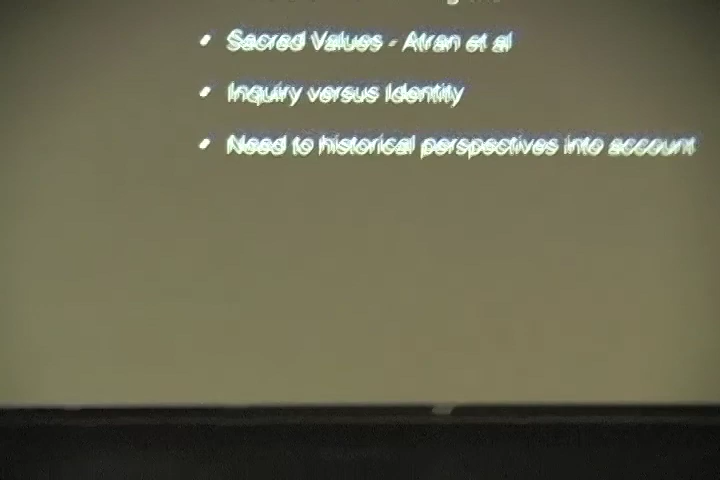 • Sacred Values - Atran et al
• Inquiry versus Identity
• Need to historical perspectives into account